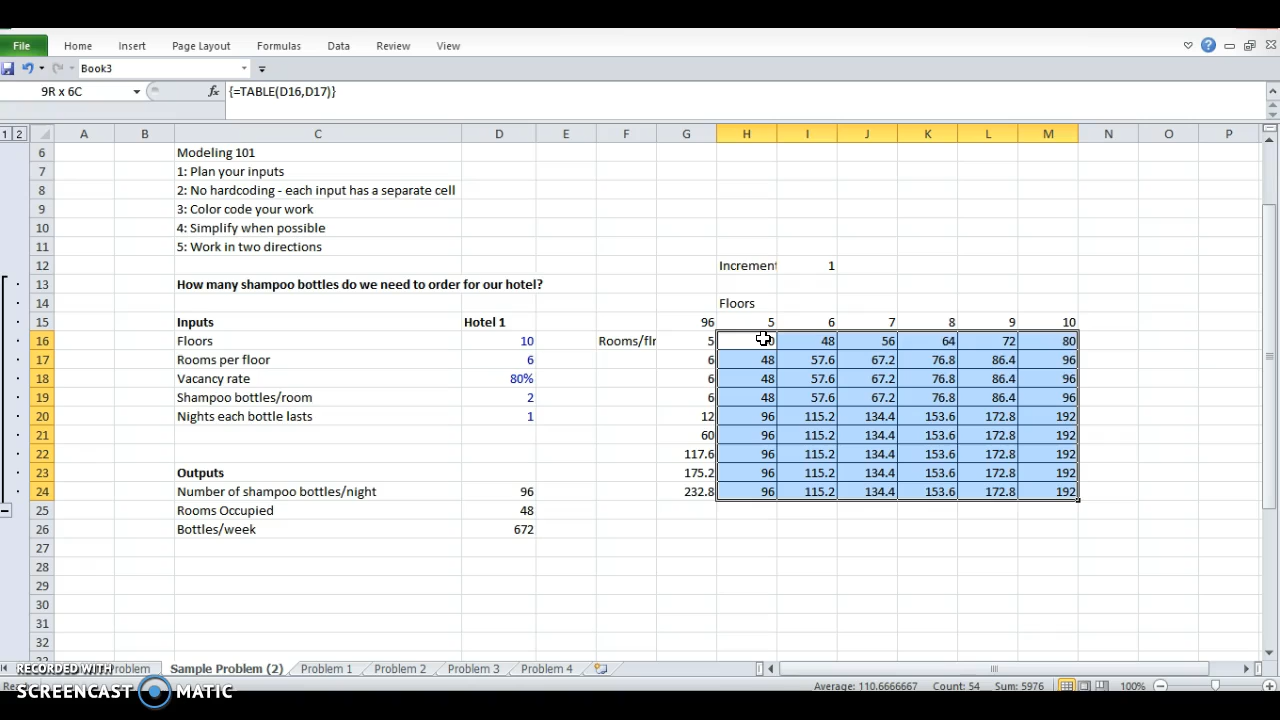 File Home Insert Page Layout Formulas Data Review View
Book3
9R x 6C fx {=TABLE(D16,D17)}
1 2 A B C D E F G H I J K L M N O P
6 Modeling 101
7 1: Plan your inputs
8 2: No hardcoding - each input has a separate cell
9 3: Color code your work
10 4: Simplify when possible
11 5: Work in two directions
12 Increment 1
13 How many shampoo bottles do we need to order for our hotel?
14 Floors
15 Inputs Hotel 1 96 5 6 7 8 9 10
16 Floors 10 Rooms/flr 5 48 56 64 72 80
17 Rooms per floor 6 6 48 57.6 67.2 76.8 86.4 96
18 Vacancy rate 80% 6 48 57.6 67.2 76.8 86.4 96
19 Shampoo bottles/room 2 6 48 57.6 67.2 76.8 86.4 96
20 Nights each bottle lasts 1 12 96 115.2 134.4 153.6 172.8 192
21 60 96 115.2 134.4 153.6 172.8 192
22 117.6 96 115.2 134.4 153.6 172.8 192
23 Outputs 175.2 96 115.2 134.4 153.6 172.8 192
24 Number of shampoo bottles/night 96 232.8 96 115.2 134.4 153.6 172.8 192
25 Rooms Occupied 48
26 Bottles/week 672
27
28
29
30
31
32
Problem Sample Problem (2) Problem 1 Problem 2 Problem 3 Problem 4
RECORDED WITH
SCREENCAST MATIC
Average: 110.6666667 Count: 54 Sum: 5976 100%